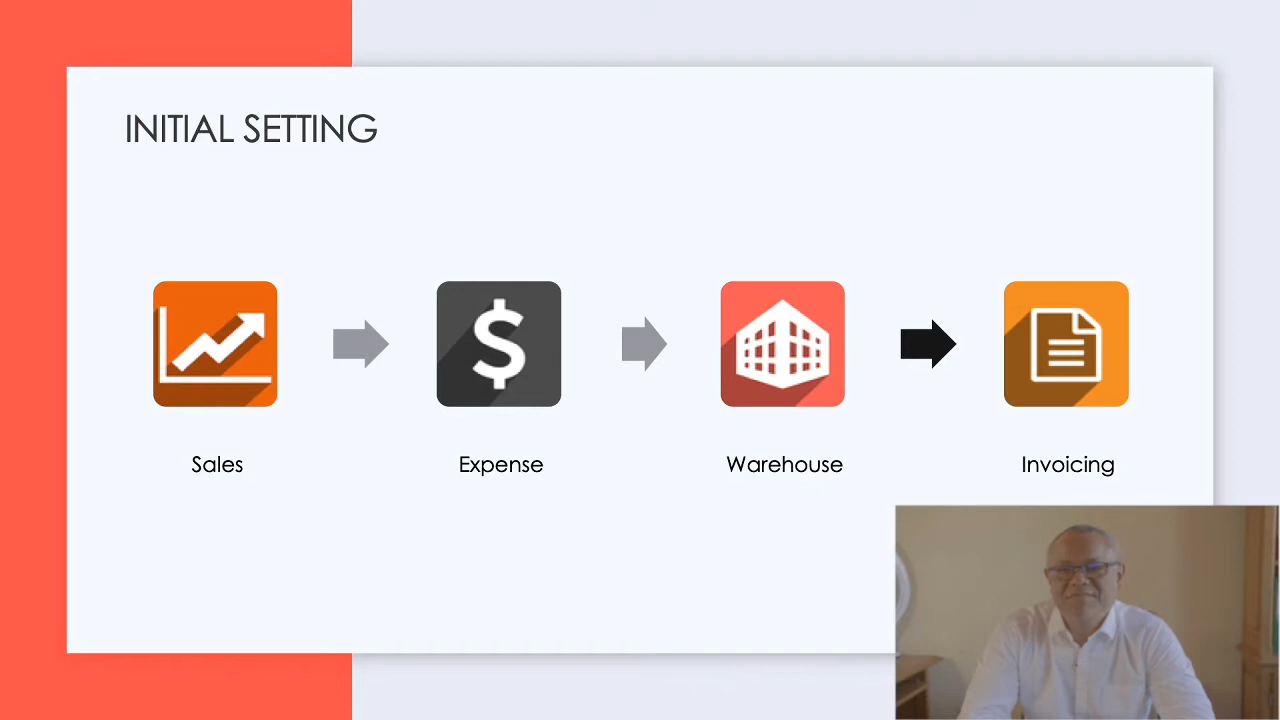 INITIAL SETTING
Sales
Expense
Warehouse
Invoicing